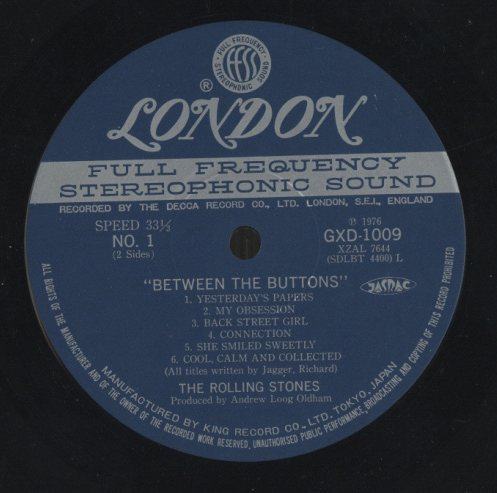 FULL FREQUENCY
ffss
STEREOPHONIC SOUND
®
LONDON
FULL FREQUENCY
STEREOPHONIC SOUND
RECORDED BY THE DECCA RECORD CO., LTD. LONDON, S.E.I., ENGLAND
SPEED 33⅓
NO. 1
(2 Sides)
℗ 1976
GXD-1009
XZAL 7644
(SDLBT 4400) L
JASRAC
"BETWEEN THE BUTTONS"
1. YESTERDAY'S PAPERS
2. MY OBSESSION
3. BACK STREET GIRL
4. CONNECTION
5. SHE SMILED SWEETLY
6. COOL, CALM AND COLLECTED
(All titles written by Jagger, Richard)
THE ROLLING STONES
Produced by Andrew Loog Oldham
MANUFACTURED BY KING RECORD CO., LTD. TOKYO, JAPAN
ALL RIGHTS OF THE MANUFACTURER AND OF THE OWNER OF THE RECORDED WORK RESERVED, UNAUTHORISED PUBLIC PERFORMANCE, BROADCASTING AND COPYING OF THIS RECORD PROHIBITED